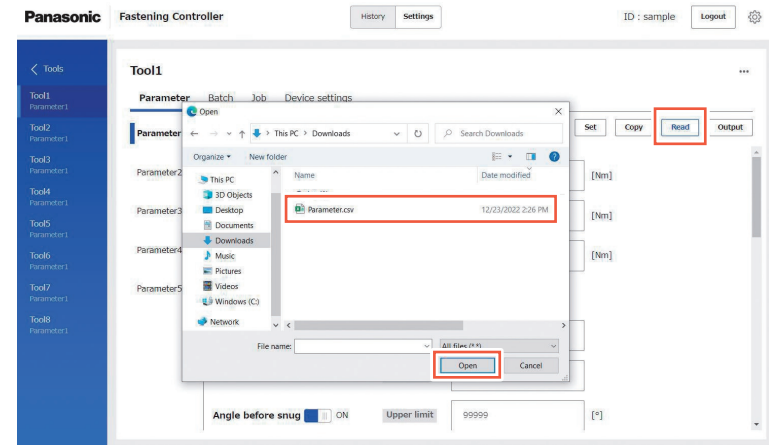 Panasonic Fastening Controller History Settings ID : sample Logout
Tools
Tool1
Parameter1
Tool2
Parameter1
Tool3
Parameter1
Tool4
Parameter1
Tool5
Parameter1
Tool6
Parameter1
Tool7
Parameter1
Tool8
Parameter1
Tool1
...
Parameter Batch Job Device settings
Parameter Set Copy Read Output
Parameter2 [Nm]
Parameter3 [Nm]
Parameter4 [Nm]
Parameter5
Open
This PC > Downloads Search Downloads
Organize New folder
Name Date modified
This PC
3D Objects
Desktop
Documents
Downloads
Music
Pictures
Videos
Windows (C:)
Network
Parameter.csv 12/23/2022 2:26 PM
File name: All files (*.*)
Open Cancel
Angle before snug ON Upper limit 99999 [°]